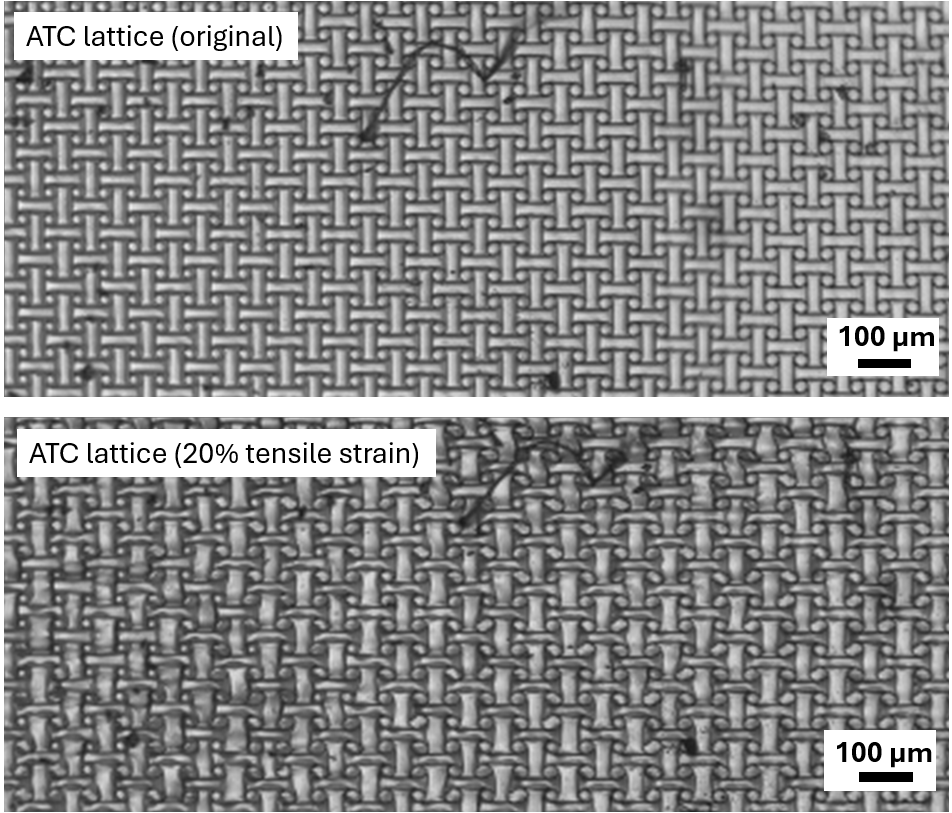 ATC lattice (original)
100 µm
ATC lattice (20% tensile strain)
100 µm